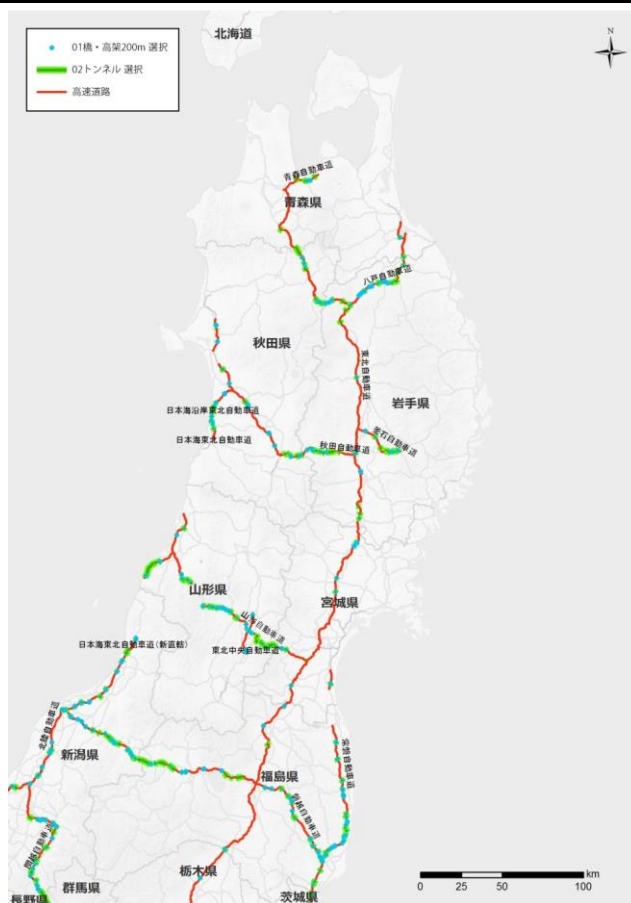 01橋・高架200m 選択
02トンネル 選択
高速道路
北海道
N
青森自動車道
青森県
八戸自動車道
秋田県
東北自動車道
岩手県
日本海沿岸東北自動車道
日本海東北自動車道
秋田自動車道
釜石自動車道
山形県
宮城県
山形自動車道
日本海東北自動車道(新直轄)
東北中央自動車道
北陸自動車道
新潟県
常磐自動車道
福島県
磐越自動車道
関越自動車道
栃木県
群馬県
長野県
茨城県
km
0 25 50 100